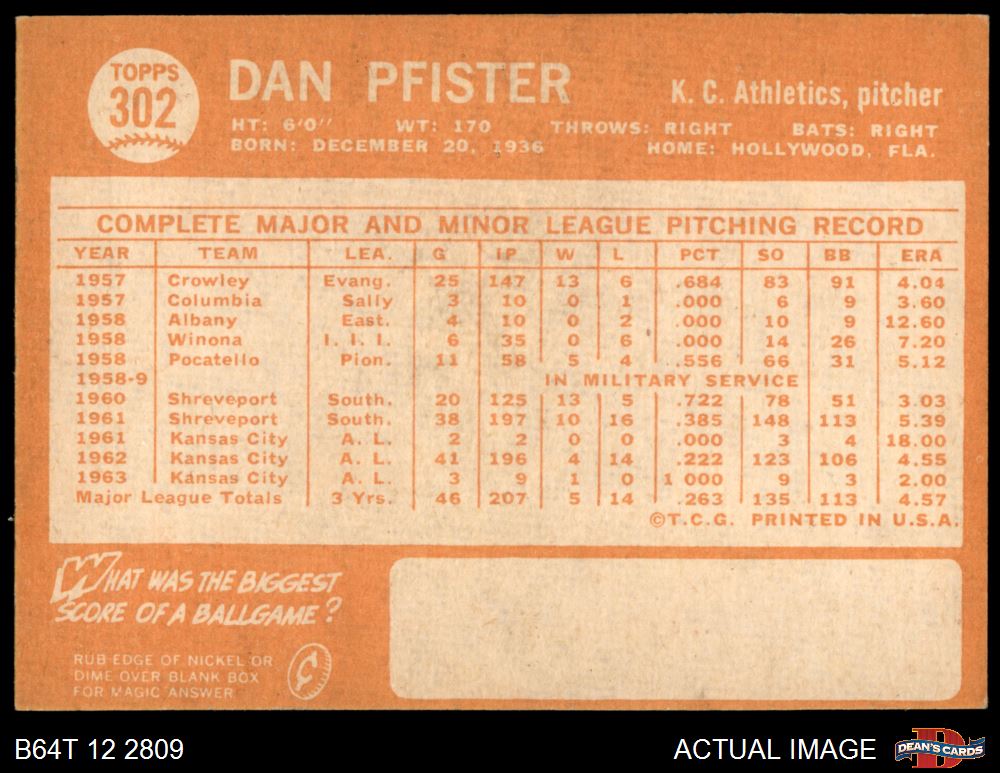 TOPPS
302
DAN PFISTER
K. C. Athletics, pitcher
HT: 6'0" WT: 170 THROWS: RIGHT BATS: RIGHT
BORN: DECEMBER 20, 1936 HOME: HOLLYWOOD, FLA.
COMPLETE MAJOR AND MINOR LEAGUE PITCHING RECORD
YEAR TEAM LEA. G IP W L PCT SO BB ERA
1957 Crowley Evang. 25 147 13 6 .684 83 91 4.04
1957 Columbia Sally 3 10 0 1 .000 6 9 3.60
1958 Albany East. 4 10 0 2 .000 10 9 12.60
1958 Winona I. I. I. 6 35 0 6 .000 14 26 7.20
1958 Pocatello Pion. 11 58 5 4 .556 66 31 5.12
1958-9 IN MILITARY SERVICE
1960 Shreveport South. 20 125 13 5 .722 78 51 3.03
1961 Shreveport South. 38 197 10 16 .385 148 113 5.39
1961 Kansas City A. L. 2 2 0 0 .000 3 4 18.00
1962 Kansas City A. L. 41 196 4 14 .222 123 106 4.55
1963 Kansas City A. L. 3 9 1 0 1 000 9 3 2.00
Major League Totals 3 Yrs. 46 207 5 14 .263 135 113 4.57
©T.C.G. PRINTED IN U.S.A.
WHAT WAS THE BIGGEST
SCORE OF A BALLGAME?
RUB EDGE OF NICKEL OR
DIME OVER BLANK BOX
FOR MAGIC ANSWER
B64T 12 2809
ACTUAL IMAGE
D
DEAN'S CARDS